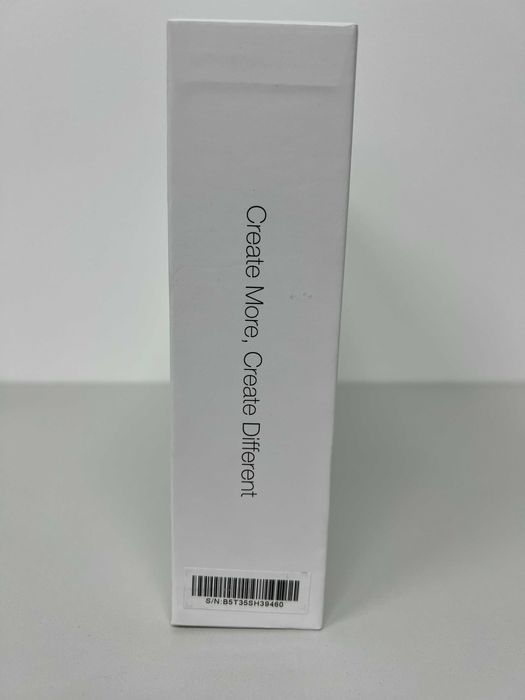 Create More, Create Different
S/N:B5T35SH39460